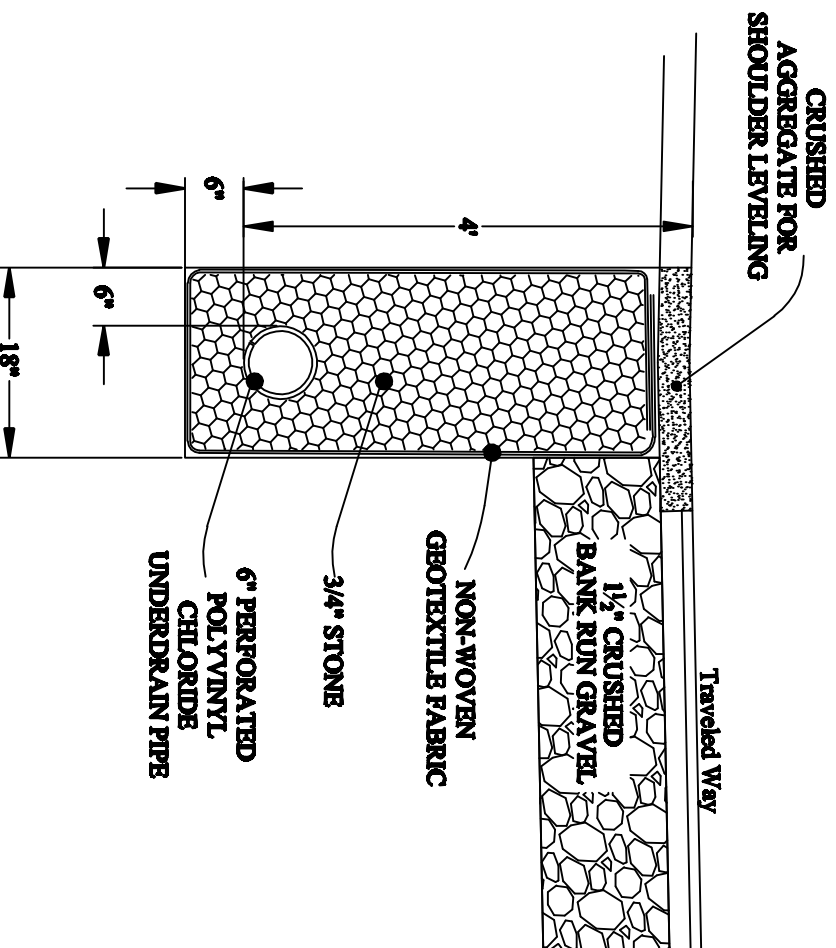 CRUSHED
AGGREGATE FOR
SHOULDER LEVELING
Traveled Way
1½" CRUSHED
BANK RUN GRAVEL
4'
NON-WOVEN
GEOTEXTILE FABRIC
3/4" STONE
6"
6"
6" PERFORATED
POLYVINYL
CHLORIDE
UNDERDRAIN PIPE
18"